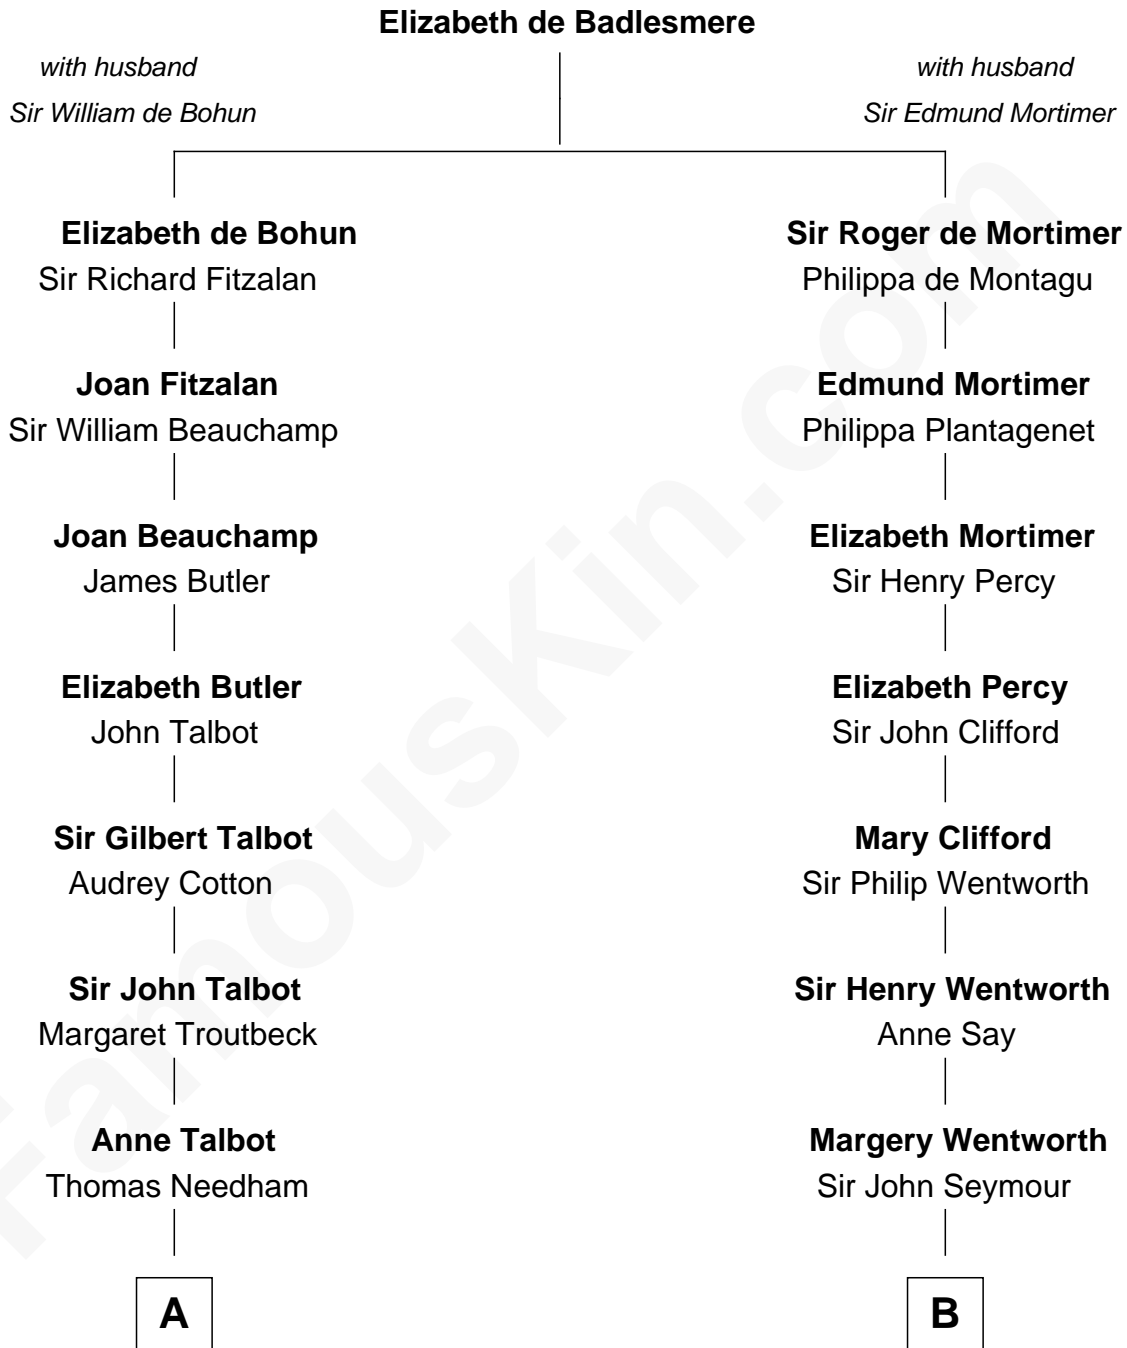 Elizabeth de Badlesmere
with husband
Sir William de Bohun
with husband
Sir Edmund Mortimer
Elizabeth de Bohun
Sir Richard Fitzalan
Sir Roger de Mortimer
Philippa de Montagu
Joan Fitzalan
Sir William Beauchamp
Edmund Mortimer
Philippa Plantagenet
Joan Beauchamp
James Butler
Elizabeth Mortimer
Sir Henry Percy
Elizabeth Butler
John Talbot
Elizabeth Percy
Sir John Clifford
Sir Gilbert Talbot
Audrey Cotton
Mary Clifford
Sir Philip Wentworth
Sir John Talbot
Margaret Troutbeck
Sir Henry Wentworth
Anne Say
Anne Talbot
Thomas Needham
Margery Wentworth
Sir John Seymour
A
B
FamousKin.com